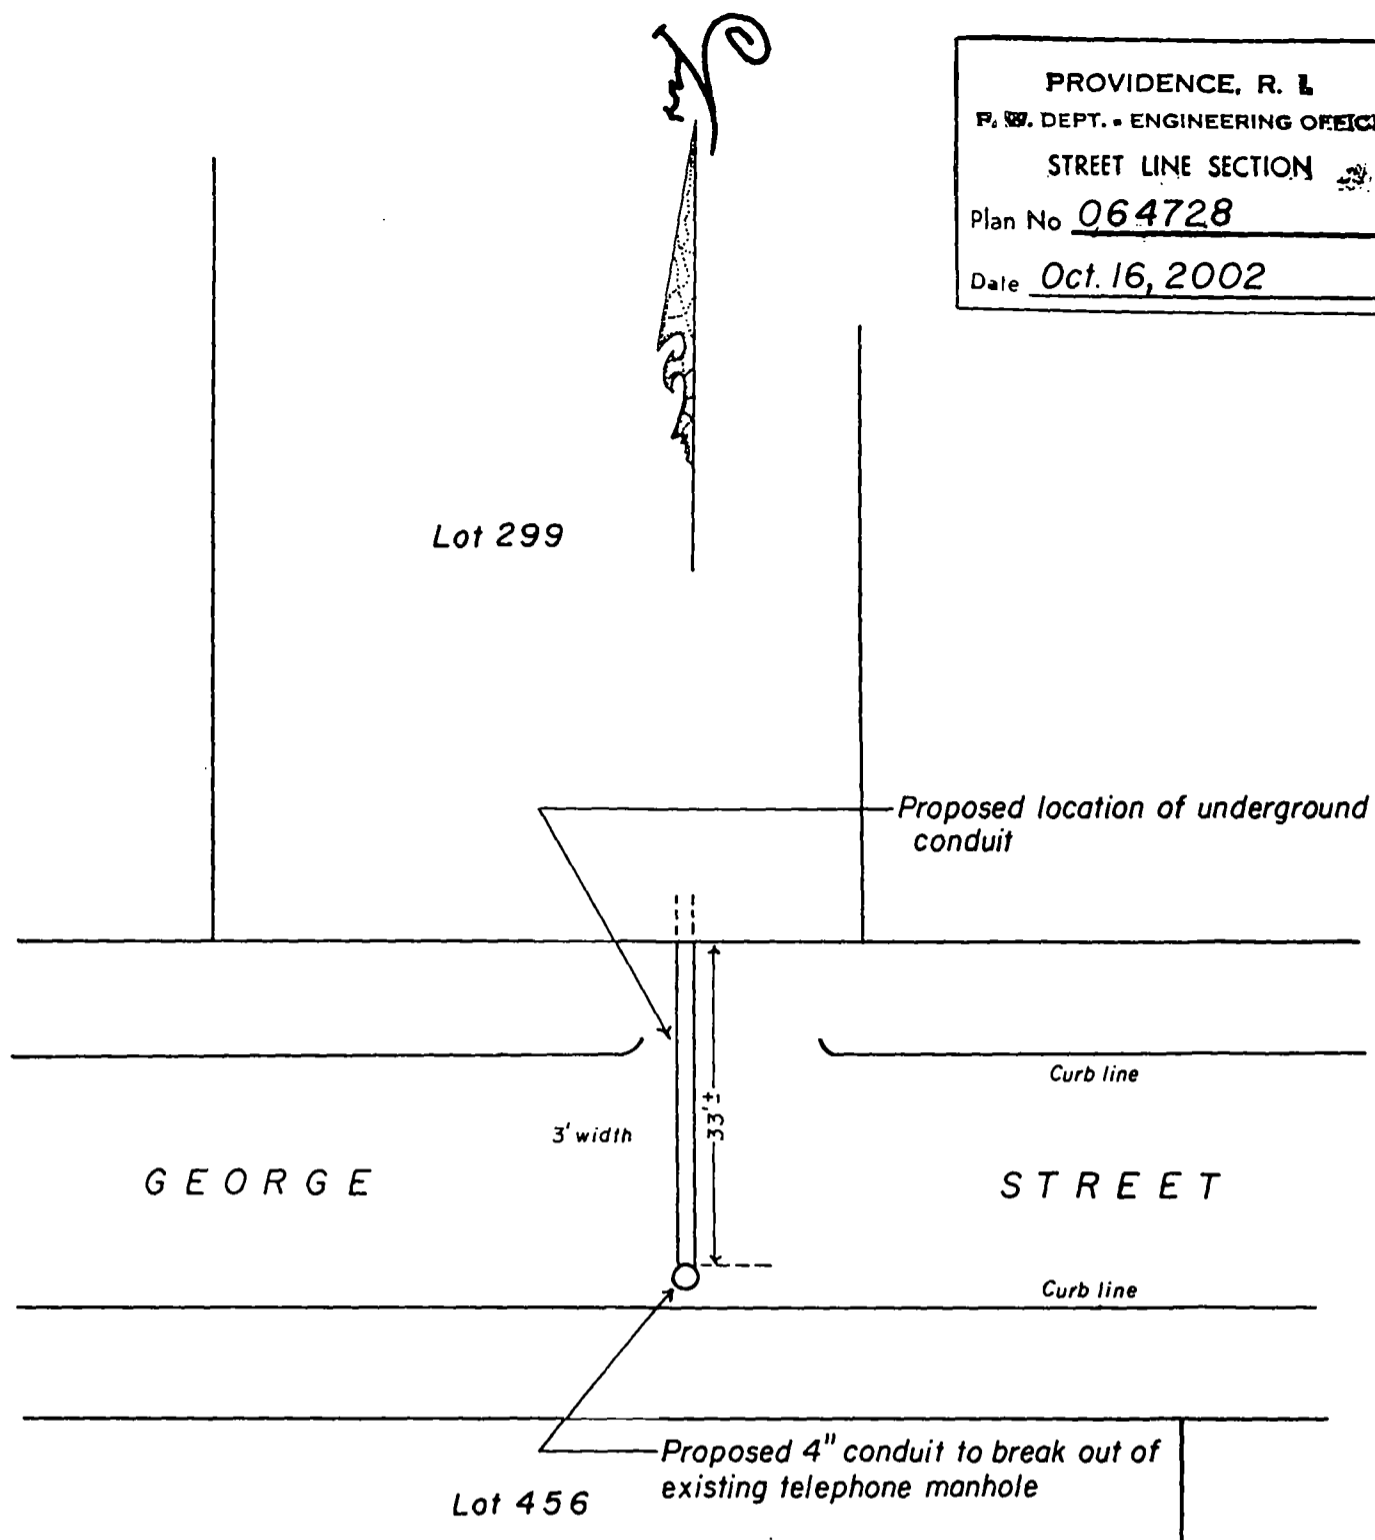 N
PROVIDENCE, R. I.
P. W. DEPT. - ENGINEERING OFFICE
STREET LINE SECTION
Plan No 064728
Date Oct. 16, 2002
Lot 299
Proposed location of underground
conduit
Curb line
33'±
3' width
GEORGE STREET
Curb line
Proposed 4" conduit to break out of
existing telephone manhole
Lot 456